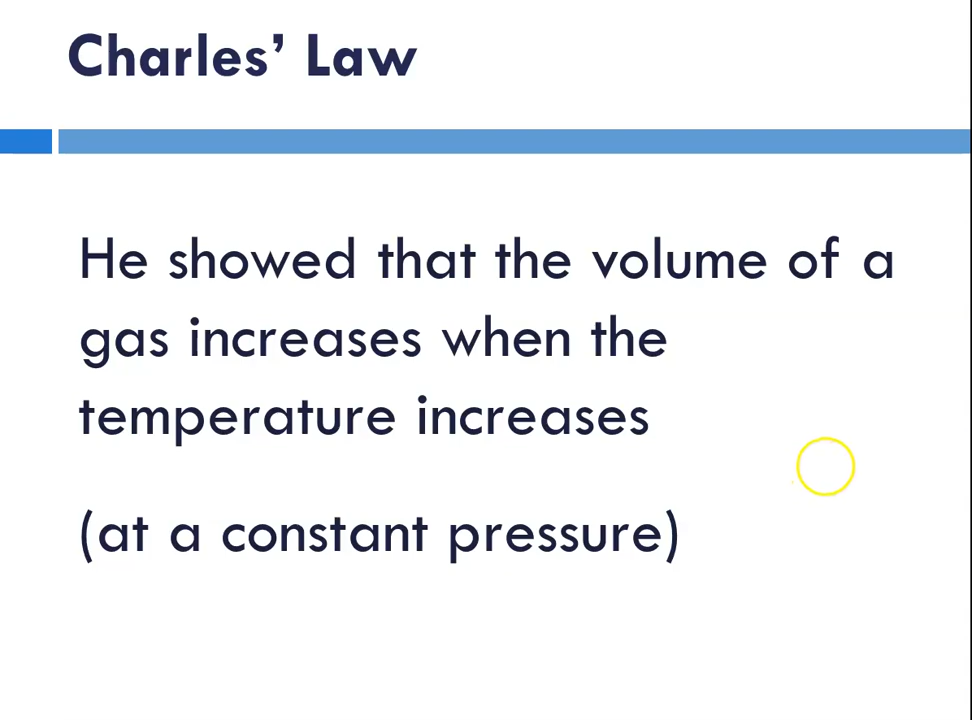 Charles’ Law
He showed that the volume of a
gas increases when the
temperature increases
(at a constant pressure)